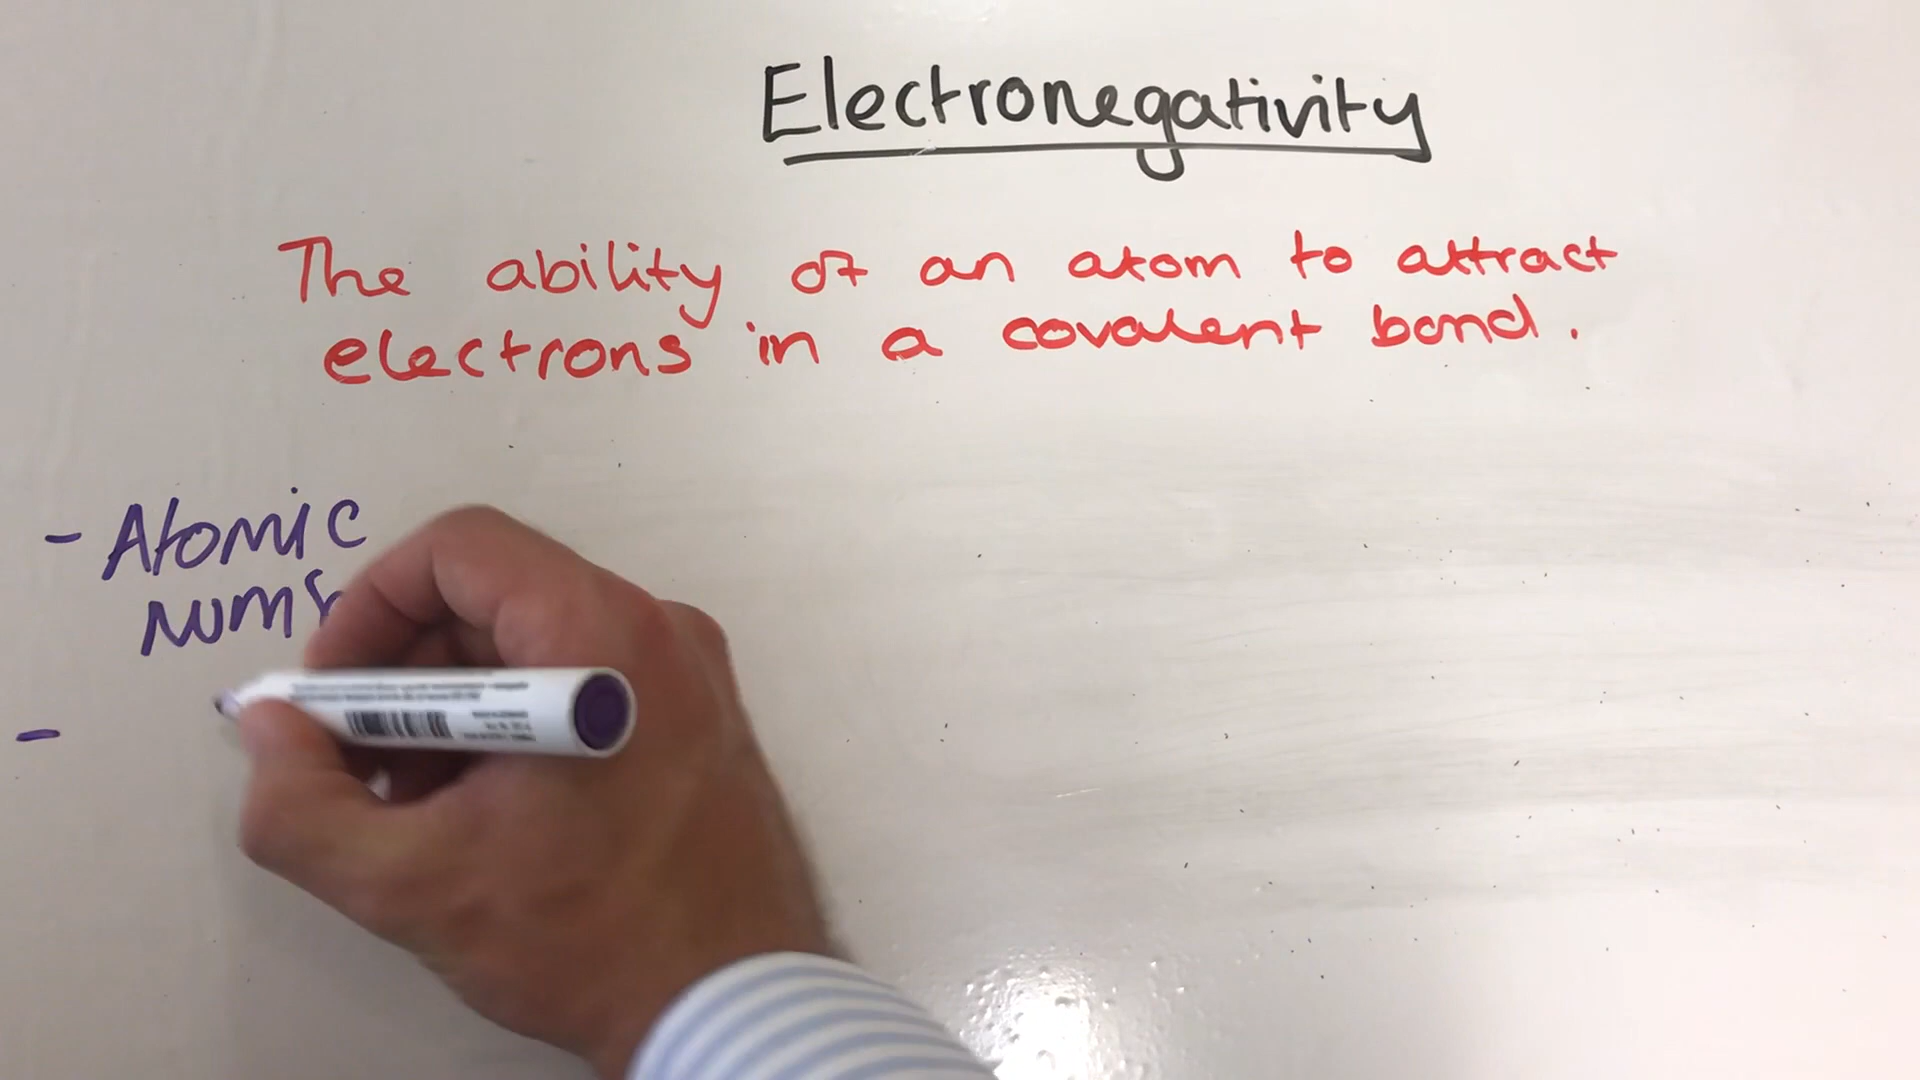 Electronegativity
The ability of an atom to attract
electrons in a covalent bond.
- Atomic
-